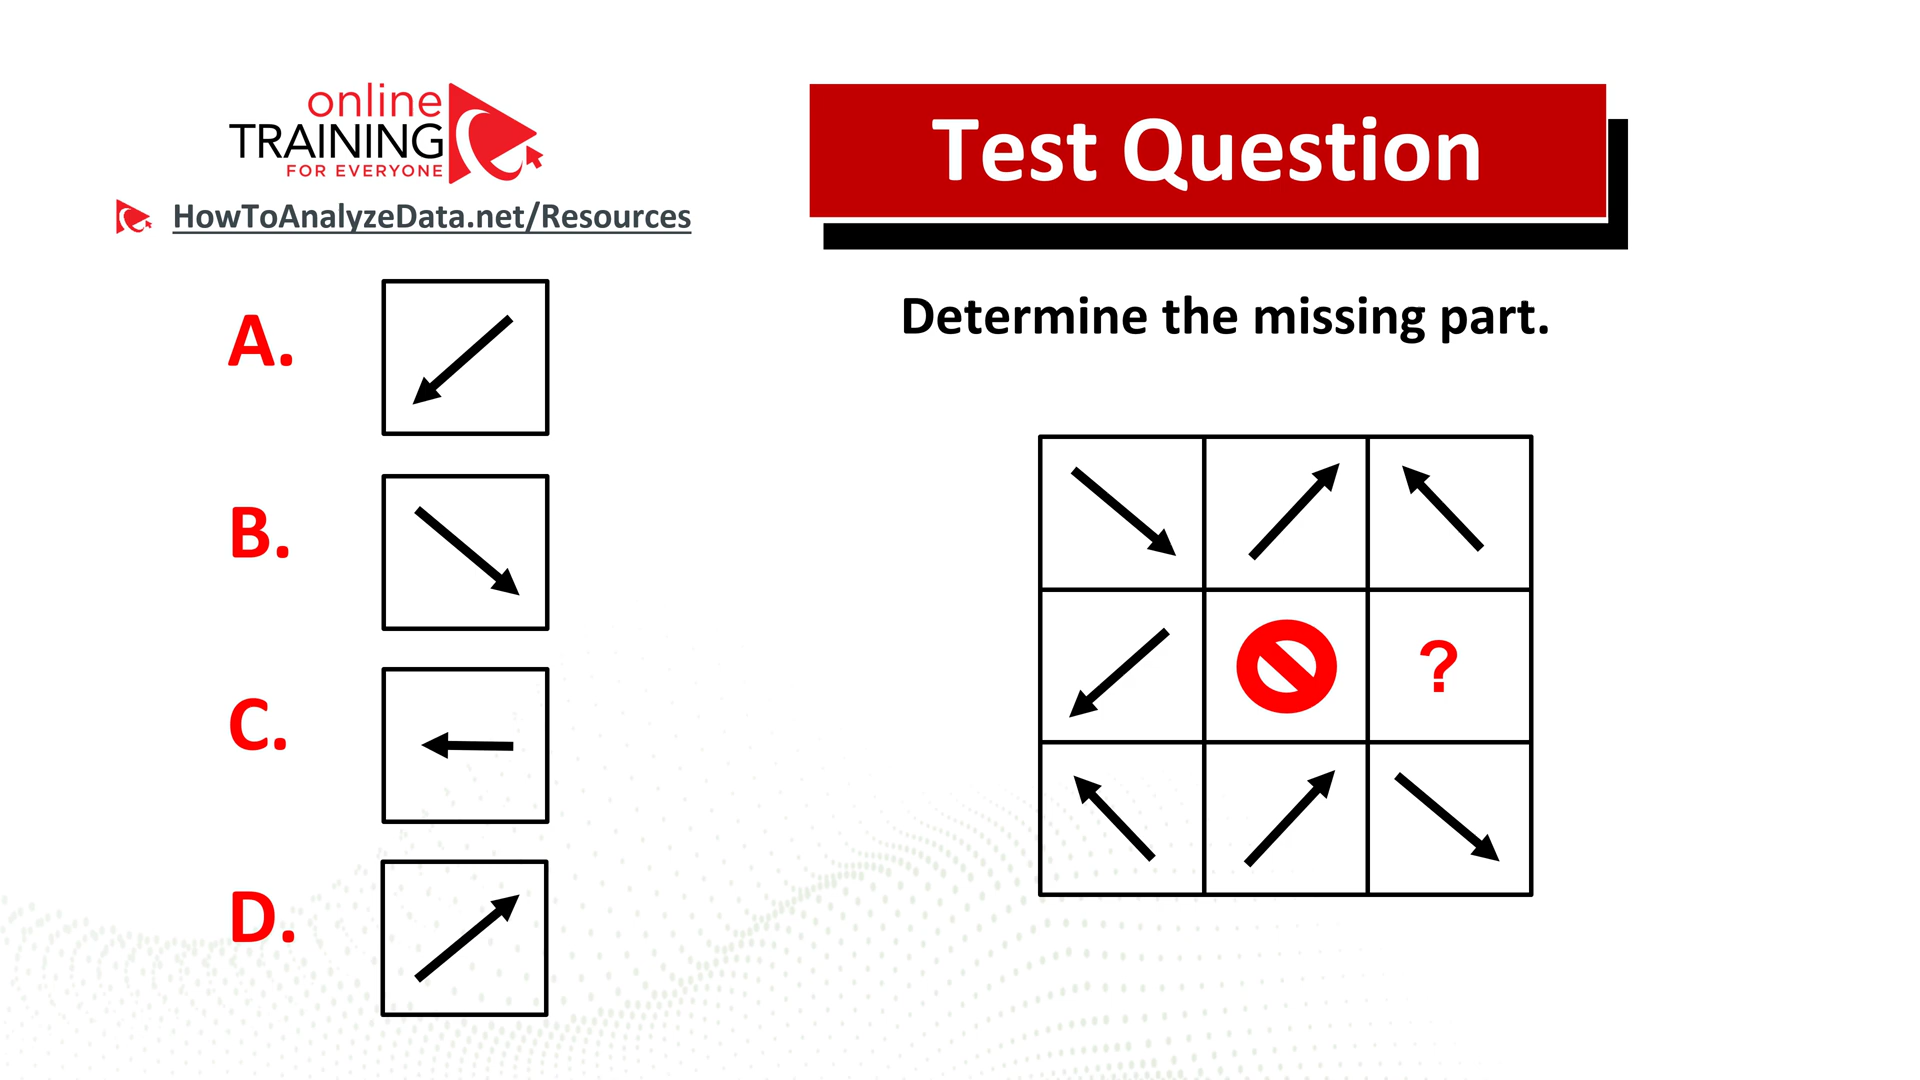 online
TRAINING
FOR EVERYONE
HowToAnalyzeData.net/Resources
Test Question
Determine the missing part.
A.
B.
C.
D.
?